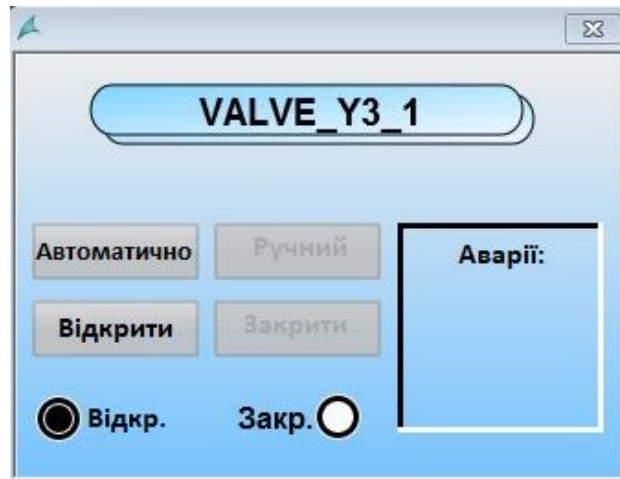 VALVE_Y3_1
Автоматично Ручний
Аварії:
Відкрити Закрити
Відкр. Закр.